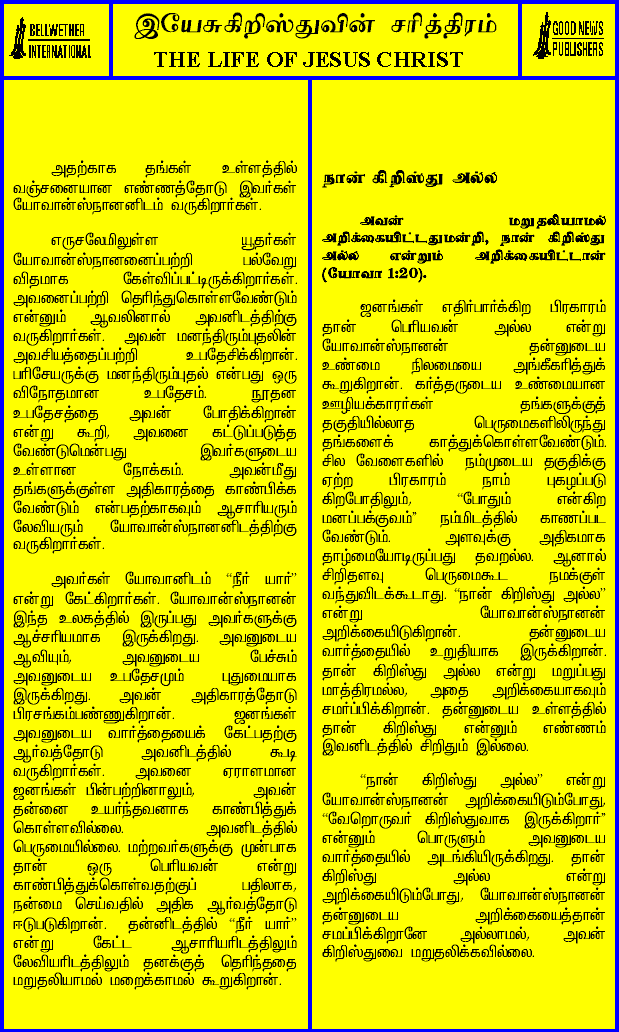 BELLWETHER
INTERNATIONAL
இயேசுகிறிஸ்துவின் சரித்திரம்
THE LIFE OF JESUS CHRIST
GOOD NEWS
PUBLISHERS
அதற்காக தங்கள் உள்ளத்தில்
வஞ்சனையான எண்ணத்தோடு இவர்கள்
யோவான்ஸ்நானனிடம் வருகிறார்கள்.
எருசலேமிலுள்ள யூதர்கள்
யோவான்ஸ்நானனைப்பற்றி பல்வேறு
விதமாக கேள்விப்பட்டிருக்கிறார்கள்.
அவனைப்பற்றி தெரிந்துகொள்ளவேண்டும்
என்னும் ஆவலினால் அவனிடத்திற்கு
வருகிறார்கள். அவன் மனந்திரும்புதலின்
அவசியத்தைப்பற்றி உபதேசிக்கிறான்.
பரிசேயருக்கு மனந்திரும்புதல் என்பது ஒரு
விநோதமான உபதேசம். நூதன
உபதேசத்தை அவன் போதிக்கிறான்
என்று கூறி, அவனை கட்டுப்படுத்த
வேண்டுமென்பது இவர்களுடைய
உள்ளான நோக்கம். அவன்மீது
தங்களுக்குள்ள அதிகாரத்தை காண்பிக்க
வேண்டும் என்பதற்காகவும் ஆசாரியரும்
லேவியரும் யோவான்ஸ்நானனிடத்திற்கு
வருகிறார்கள்.
அவர்கள் யோவானிடம் “நீர் யார்”
என்று கேட்கிறார்கள். யோவான்ஸ்நானன்
இந்த உலகத்தில் இருப்பது அவர்களுக்கு
ஆச்சரியமாக இருக்கிறது. அவனுடைய
ஆவியும், அவனுடைய பேச்சும்
அவனுடைய உபதேசமும் புதுமையாக
இருக்கிறது. அவன் அதிகாரத்தோடு
பிரசங்கம்பண்ணுகிறான். ஜனங்கள்
அவனுடைய வார்த்தையைக் கேட்பதற்கு
ஆர்வத்தோடு அவனிடத்தில் கூடி
வருகிறார்கள். அவனை ஏராளமான
ஜனங்கள் பின்பற்றினாலும், அவன்
தன்னை உயர்ந்தவனாக காண்பித்துக்
கொள்ளவில்லை. அவனிடத்தில்
பெருமையில்லை. மற்றவர்களுக்கு முன்பாக
தான் ஒரு பெரியவன் என்று
காண்பித்துக்கொள்வதற்குப் பதிலாக,
நன்மை செய்வதில் அதிக ஆர்வத்தோடு
ஈடுபடுகிறான். தன்னிடத்தில் “நீர் யார்”
என்று கேட்ட ஆசாரியரிடத்திலும்
லேவியரிடத்திலும் தனக்குத் தெரிந்ததை
மறுதலியாமல் மறைக்காமல் கூறுகிறான்.
நான் கிறிஸ்து அல்ல
அவன் மறுதலியாமல்
அறிக்கையிட்டதுமன்றி, நான் கிறிஸ்து
அல்ல என்றும் அறிக்கையிட்டான்
(யோவா 1:20).
ஜனங்கள் எதிர்பார்க்கிற பிரகாரம்
தான் பெரியவன் அல்ல என்று
யோவான்ஸ்நானன் தன்னுடைய
உண்மை நிலமையை அங்கீகரித்துக்
கூறுகிறான். கர்த்தருடைய உண்மையான
ஊழியக்காரர்கள் தங்களுக்குத்
தகுதியில்லாத பெருமைகளிலிருந்து
தங்களைக் காத்துக்கொள்ளவேண்டும்.
சில வேளைகளில் நம்முடைய தகுதிக்கு
ஏற்ற பிரகாரம் நாம் புகழப்படு
கிறபோதிலும், “போதும் என்கிற
மனப்பக்குவம்” நம்மிடத்தில் காணப்பட
வேண்டும். அளவுக்கு அதிகமாக
தாழ்மையோடிருப்பது தவறல்ல. ஆனால்
சிறிதளவு பெருமைகூட நமக்குள்
வந்துவிடக்கூடாது. “நான் கிறிஸ்து அல்ல”
என்று யோவான்ஸ்நானன்
அறிக்கையிடுகிறான். தன்னுடைய
வார்த்தையில் உறுதியாக இருக்கிறான்.
தான் கிறிஸ்து அல்ல என்று மறுப்பது
மாத்திரமல்ல, அதை அறிக்கையாகவும்
சமர்ப்பிக்கிறான். தன்னுடைய உள்ளத்தில்
தான் கிறிஸ்து என்னும் எண்ணம்
இவனிடத்தில் சிறிதும் இல்லை.
“நான் கிறிஸ்து அல்ல” என்று
யோவான்ஸ்நானன் அறிக்கையிடும்போது,
“வேறொருவர் கிறிஸ்துவாக இருக்கிறார்”
என்னும் பொருளும் அவனுடைய
வார்த்தையில் அடங்கியிருக்கிறது. தான்
கிறிஸ்து அல்ல என்று
அறிக்கையிடும்போது, யோவான்ஸ்நானன்
தன்னுடைய அறிக்கையைத்தான்
சமப்பிக்கிறானே அல்லாமல், அவன்
கிறிஸ்துவை மறுதலிக்கவில்லை.